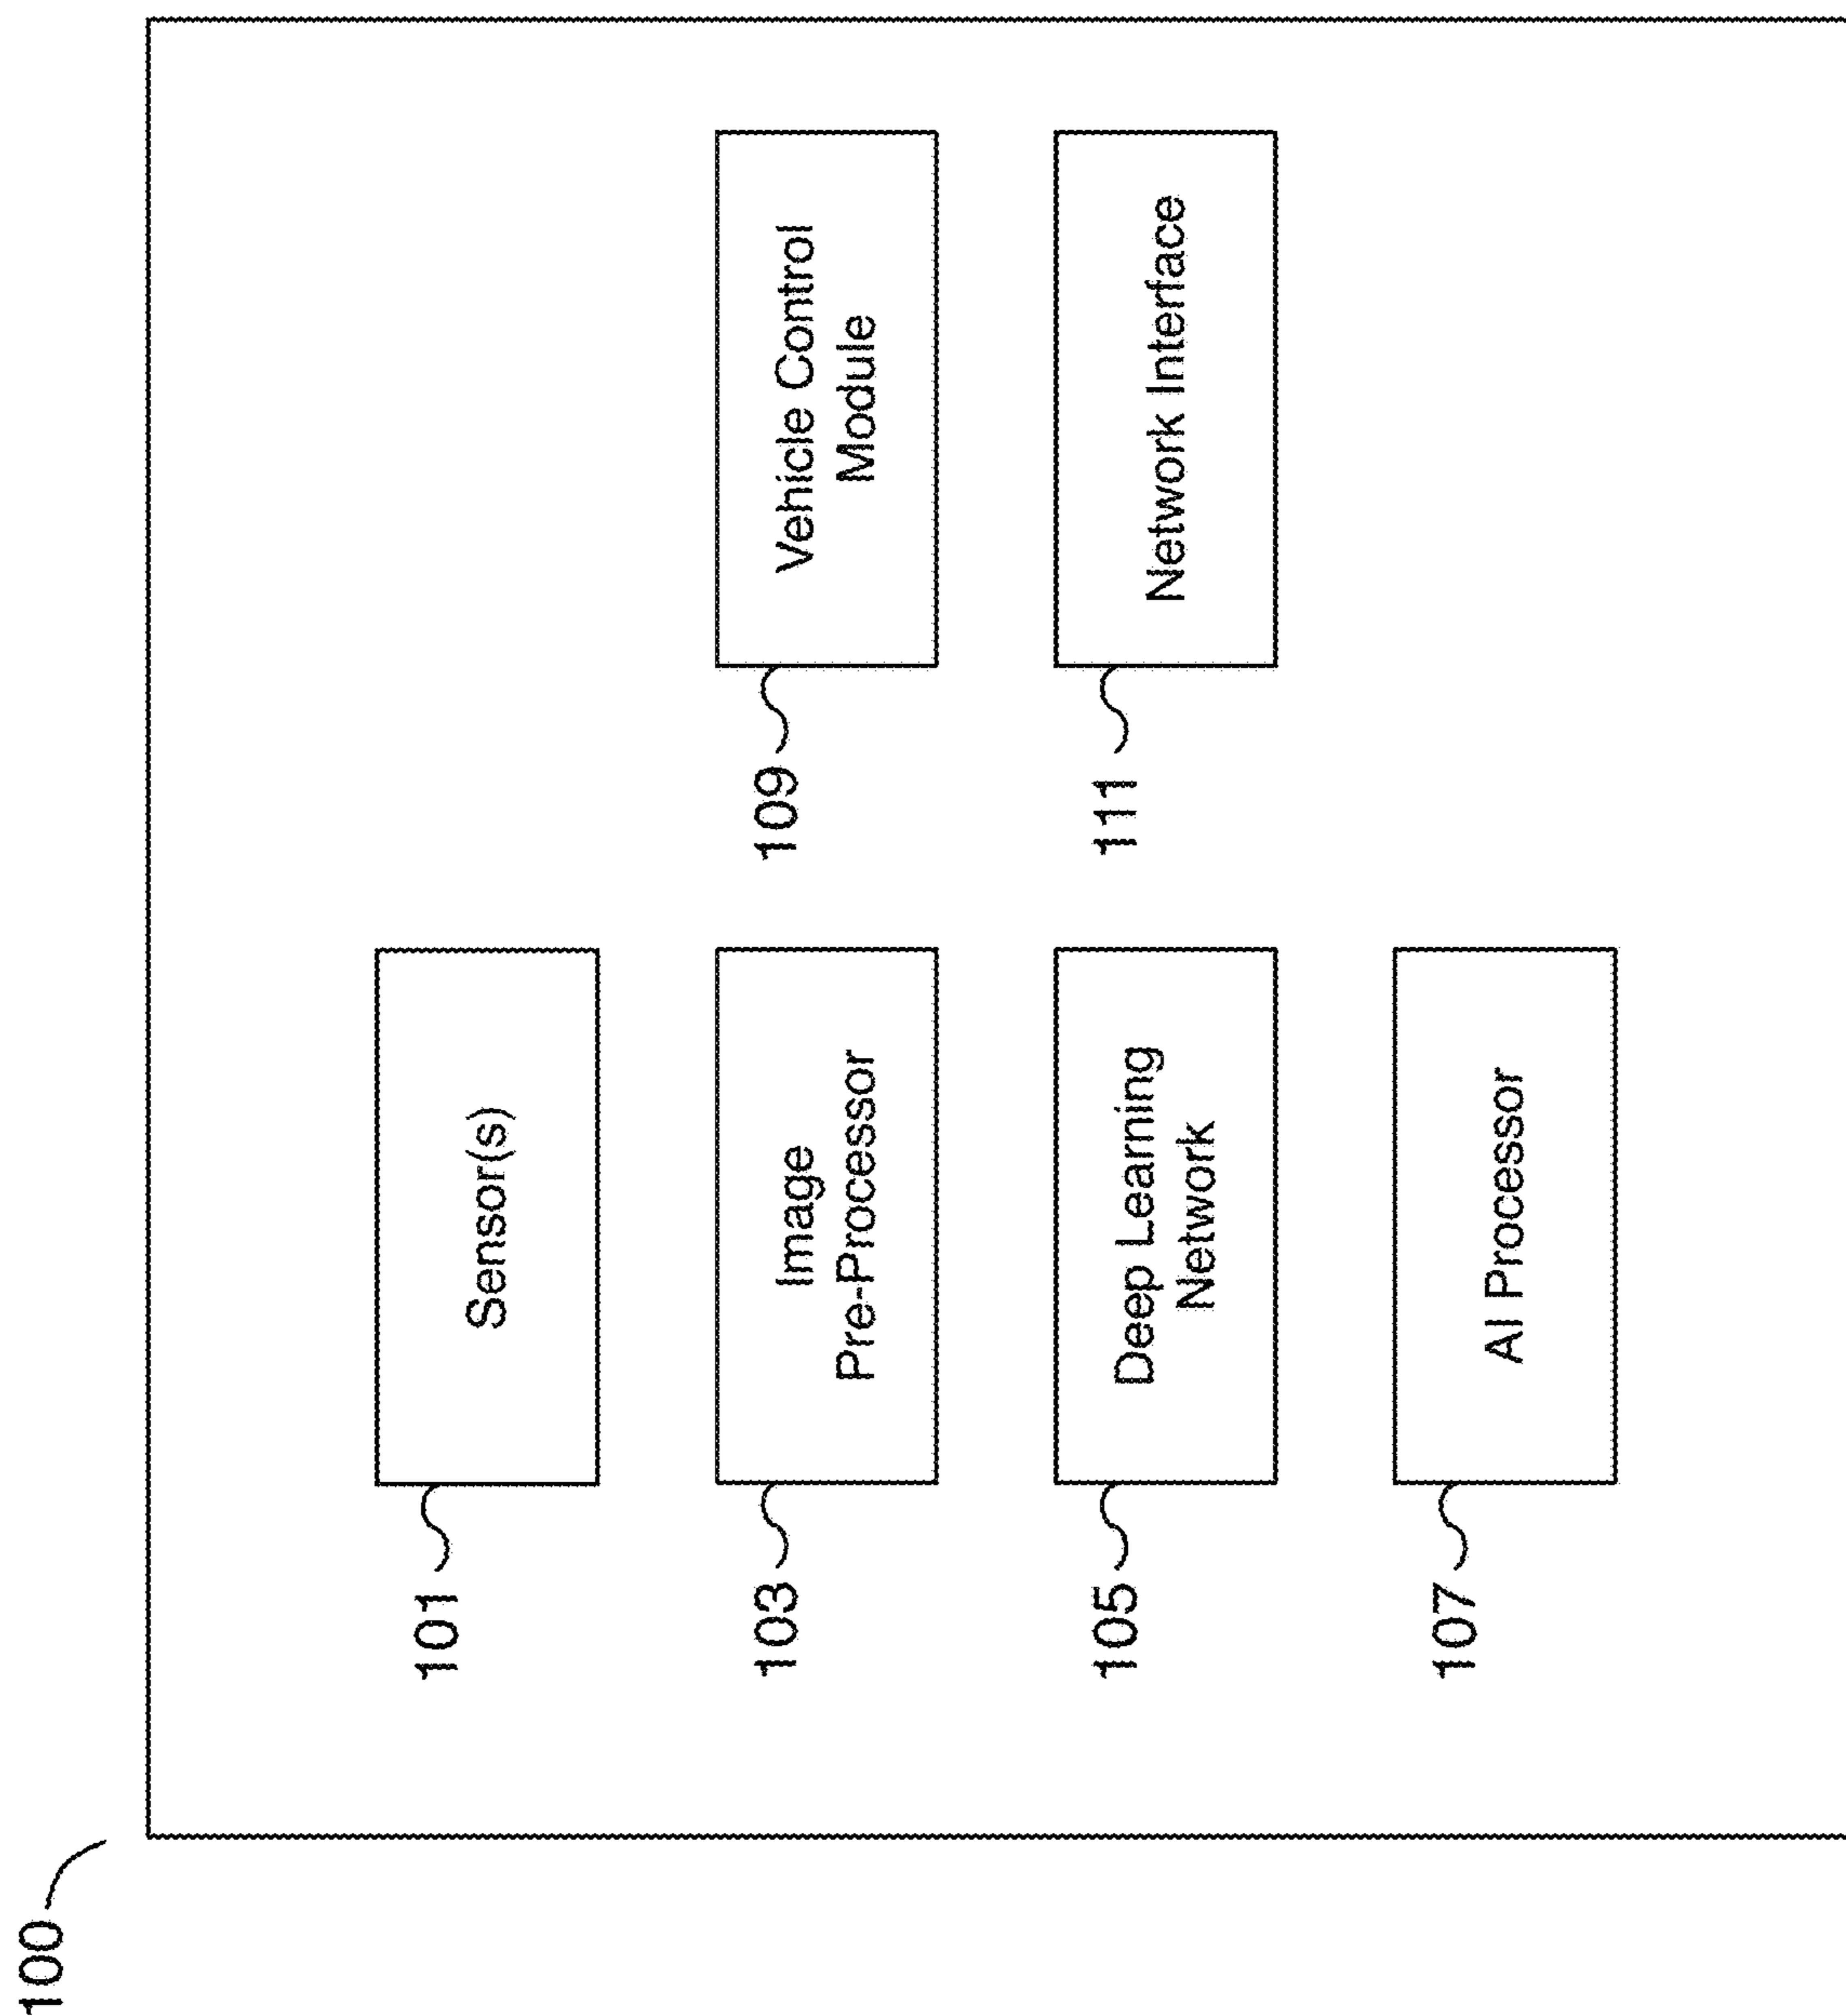 100
101
Sensor(s)
103
Image
Pre-Processor
109
Vehicle Control
Module
105
Deep Learning
Network
111
Network Interface
107
AI Processor